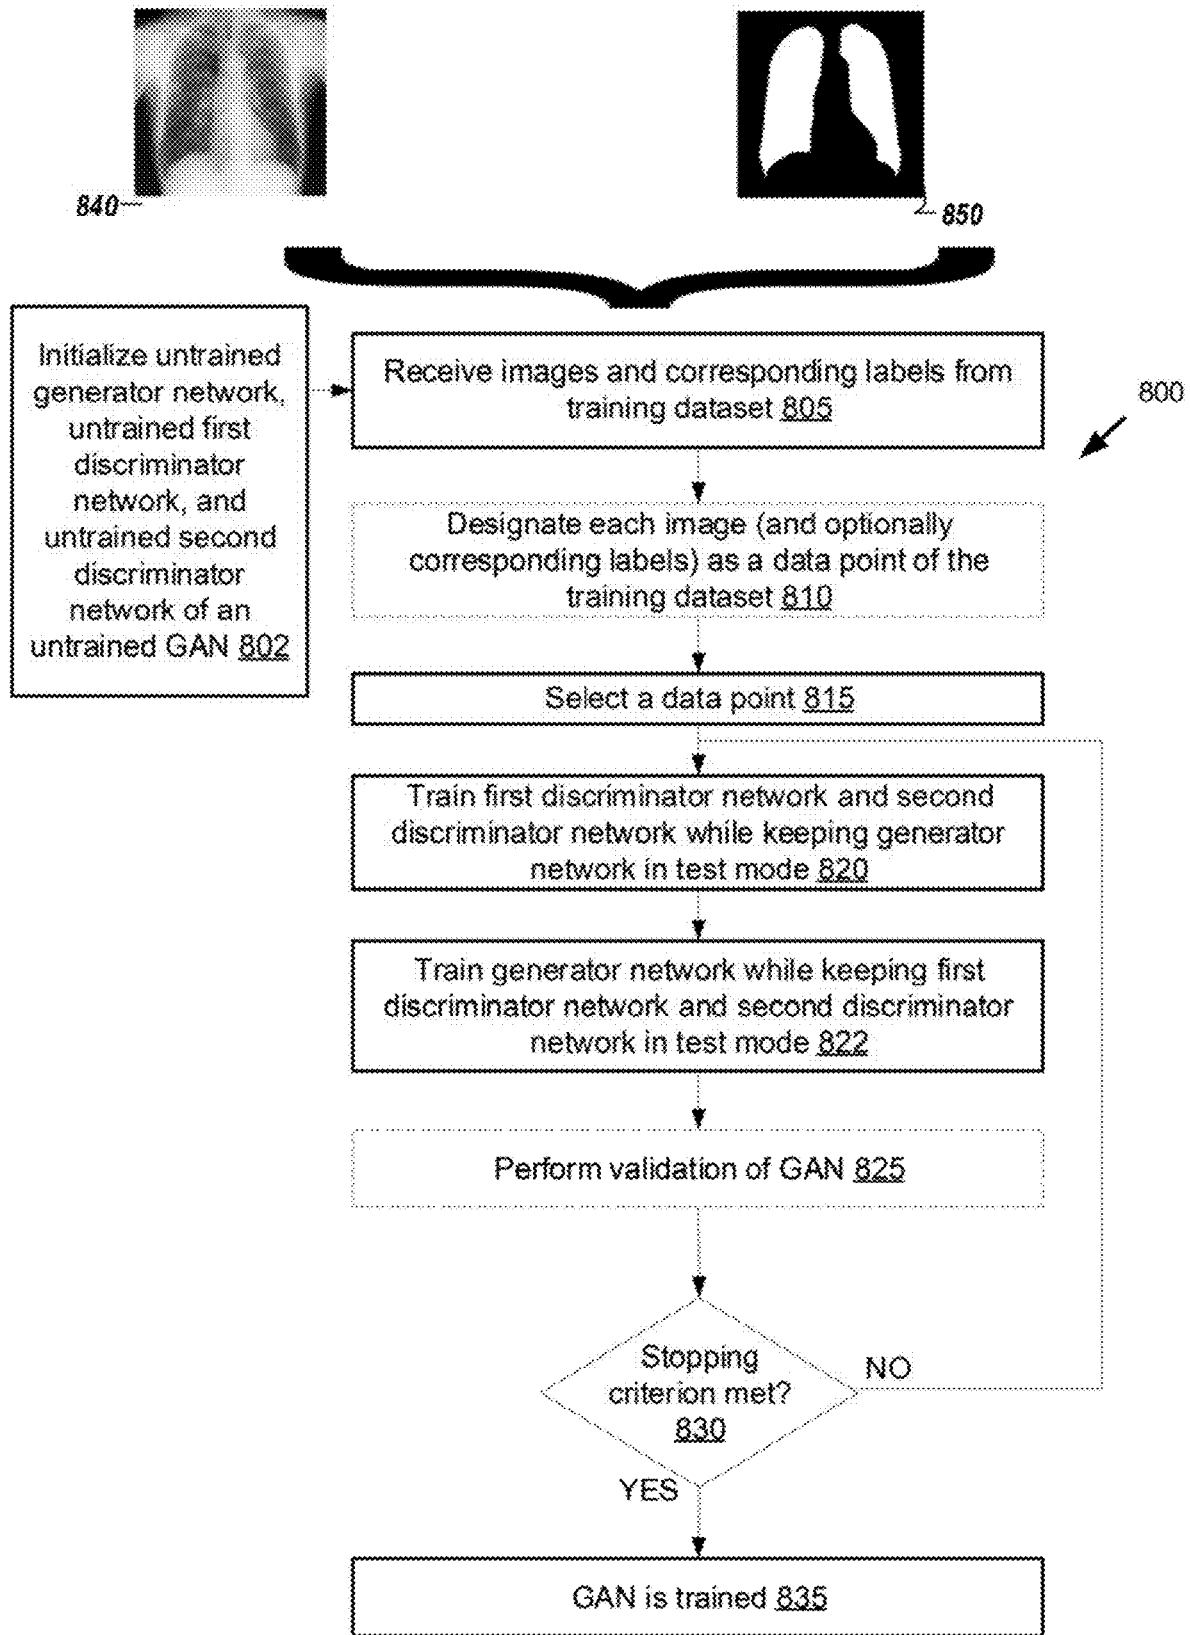 840
850
Initialize untrained
generator network,
untrained first
discriminator
network, and
untrained second
discriminator
network of an
untrained GAN 802
Receive images and corresponding labels from
training dataset 805
800
Designate each image (and optionally
corresponding labels) as a data point of the
training dataset 810
Select a data point 815
Train first discriminator network and second
discriminator network while keeping generator
network in test mode 820
Train generator network while keeping first
discriminator network and second discriminator
network in test mode 822
Perform validation of GAN 825
Stopping
criterion met?
830
NO
YES
GAN is trained 835